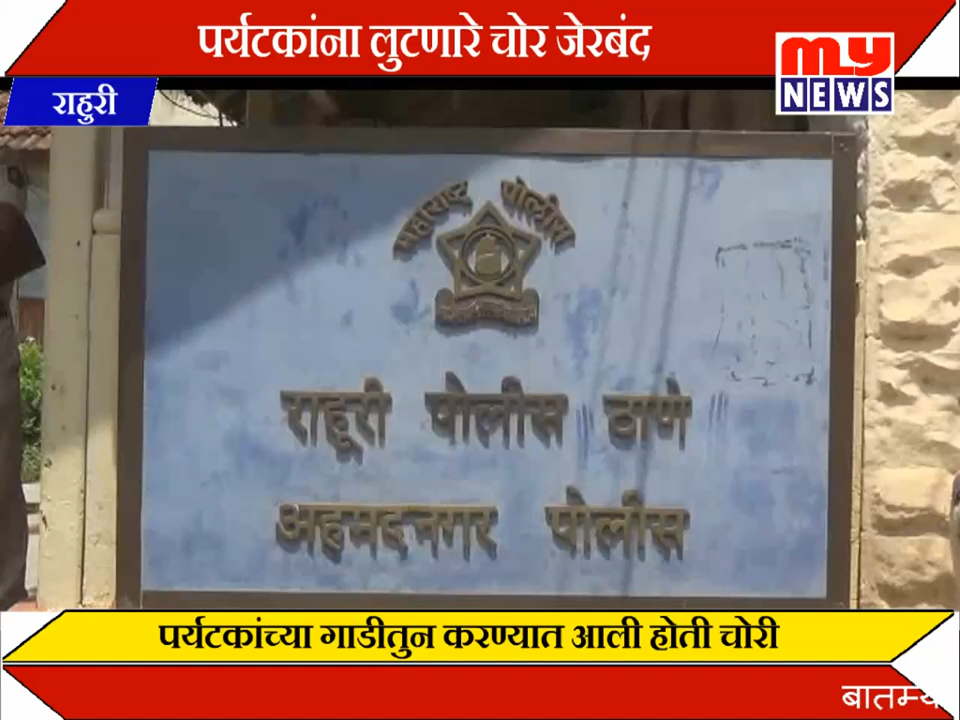 पर्यटकांना लुटणारे चोर जेरबंद
my
NEWS
राहुरी
महाराष्ट्र पोलीस
राहूरी पोलीस ठाणे
अहमदनगर पोलीस
पर्यटकांच्या गाडीतुन करण्यात आली होती चोरी